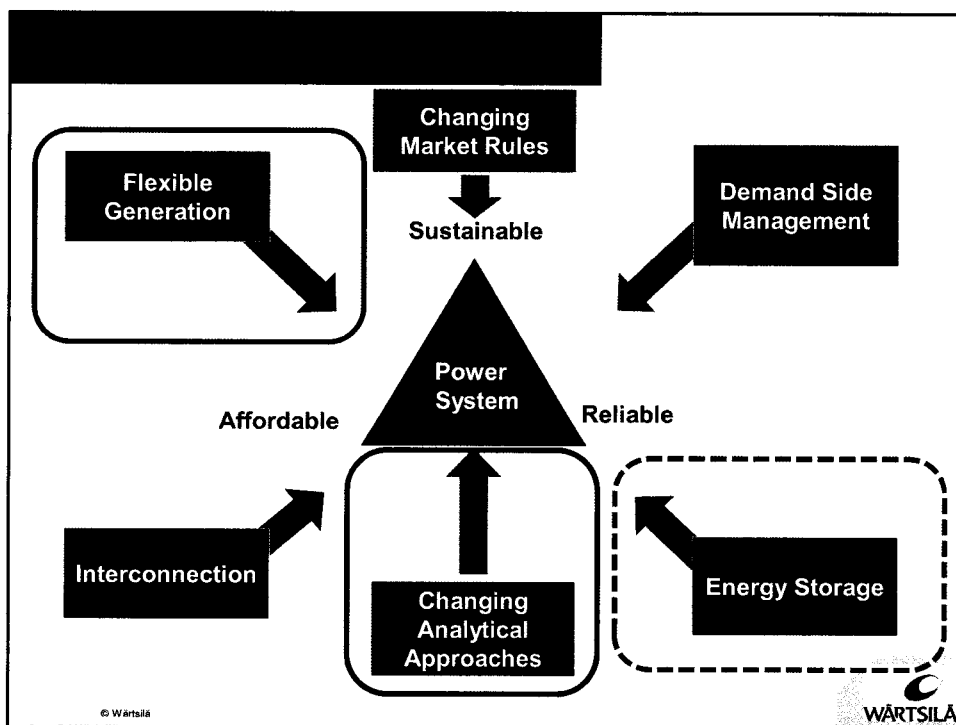 Changing
Market Rules
Flexible
Generation
Demand Side
Management
Sustainable
Power
System
Affordable
Reliable
Interconnection
Changing
Analytical
Approaches
Energy Storage
© Wärtsilä
WÄRTSILÄ